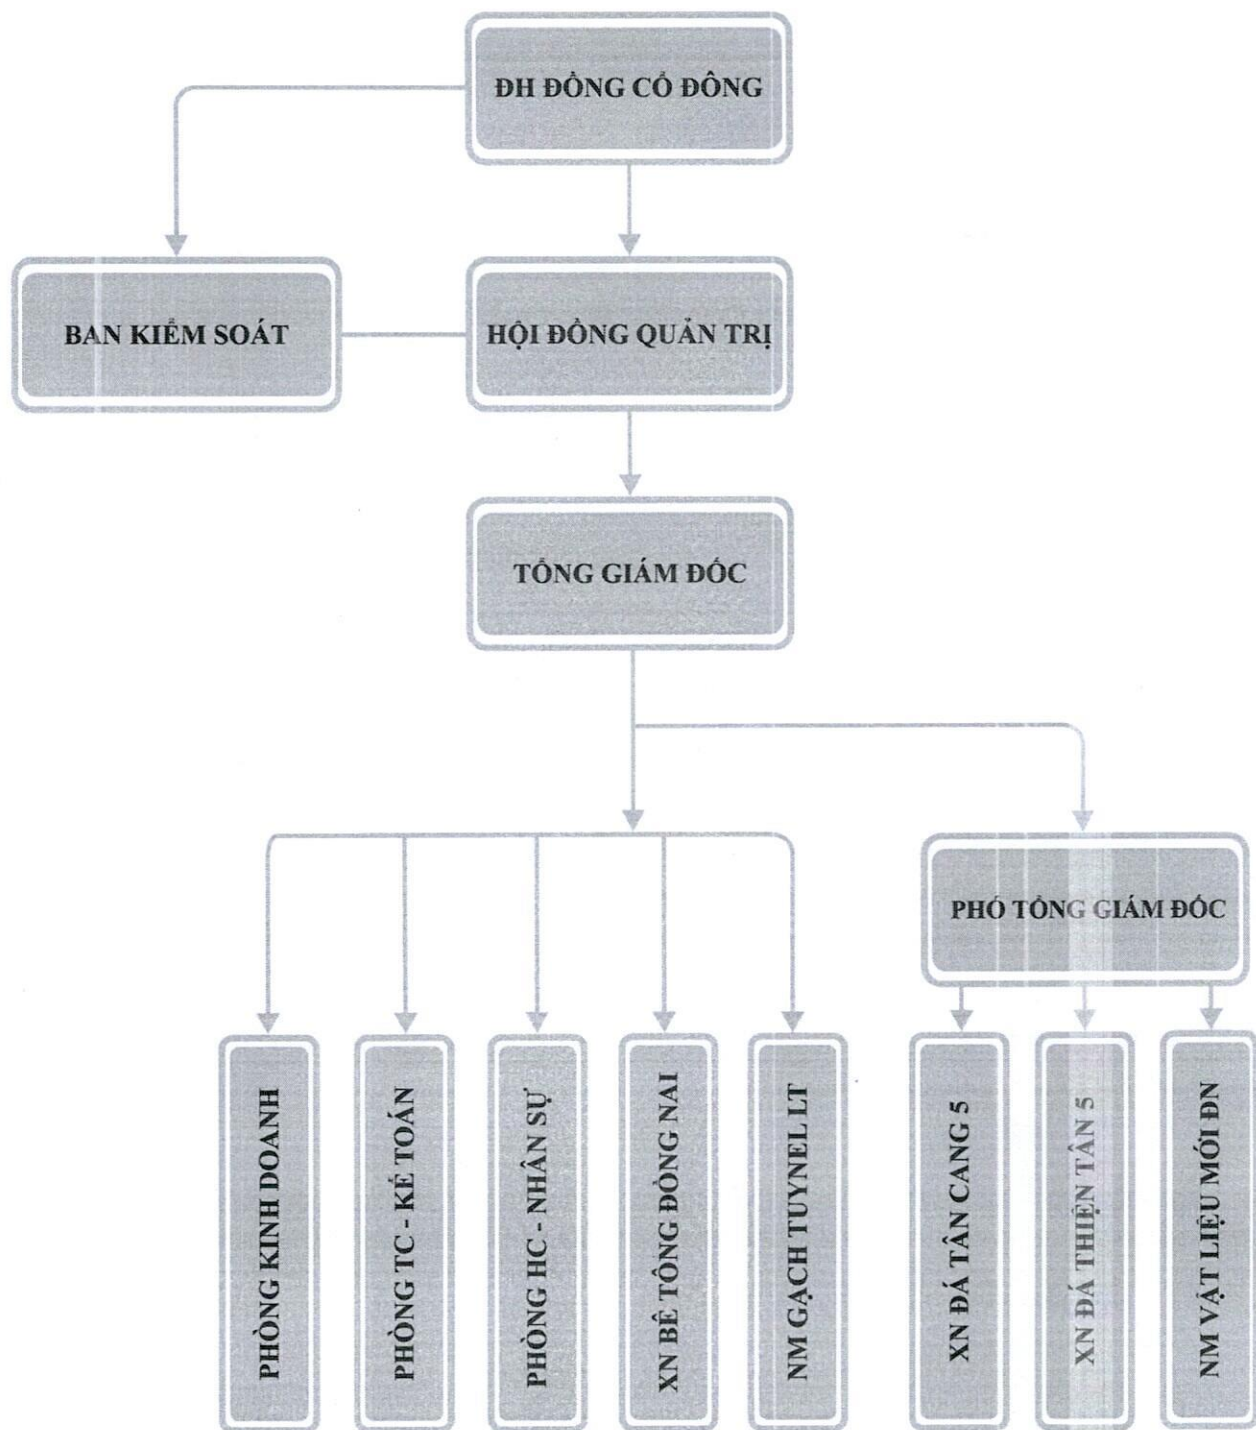 ĐH ĐỒNG CỔ ĐÔNG
BAN KIỂM SOÁT
HỘI ĐỒNG QUẢN TRỊ
TỔNG GIÁM ĐỐC
PHÓ TỔNG GIÁM ĐỐC
PHÒNG KINH DOANH
PHÒNG TC - KẾ TOÁN
PHÒNG HC - NHÂN SỰ
XN BÊ TÔNG ĐỒNG NAI
NM GẠCH TUYNEL LT
XN ĐÁ TÂN CANG 5
XN ĐÁ THIỆN TÂN 5
NM VẬT LIỆU MỚI ĐN